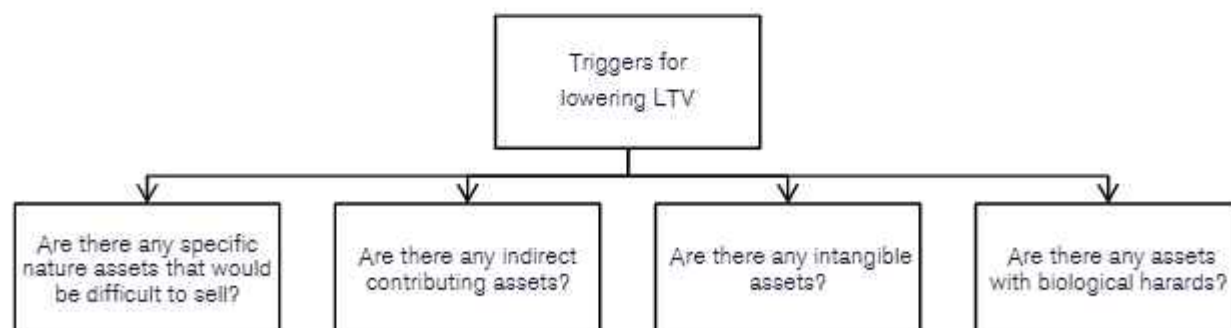 Triggers for
lowering LTV
Are there any specific
nature assets that would
be difficult to sell?
Are there any indirect
contributing assets?
Are there any intangible
assets?
Are there any assets
with biological harards?